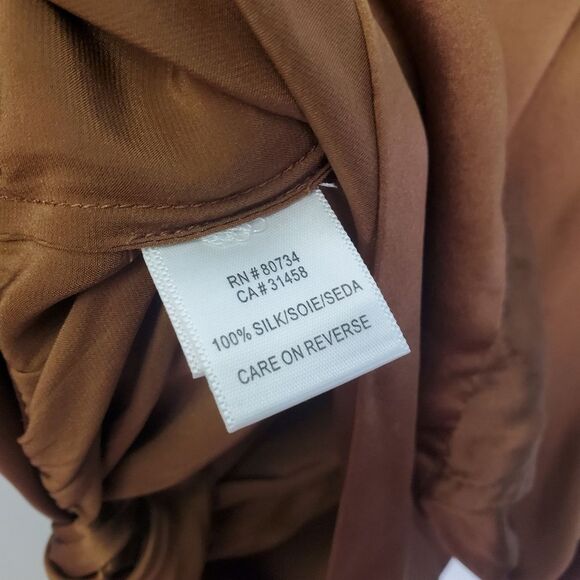 RN # 80734
CA # 31458
100% SILK/SOIE/SEDA
CARE ON REVERSE